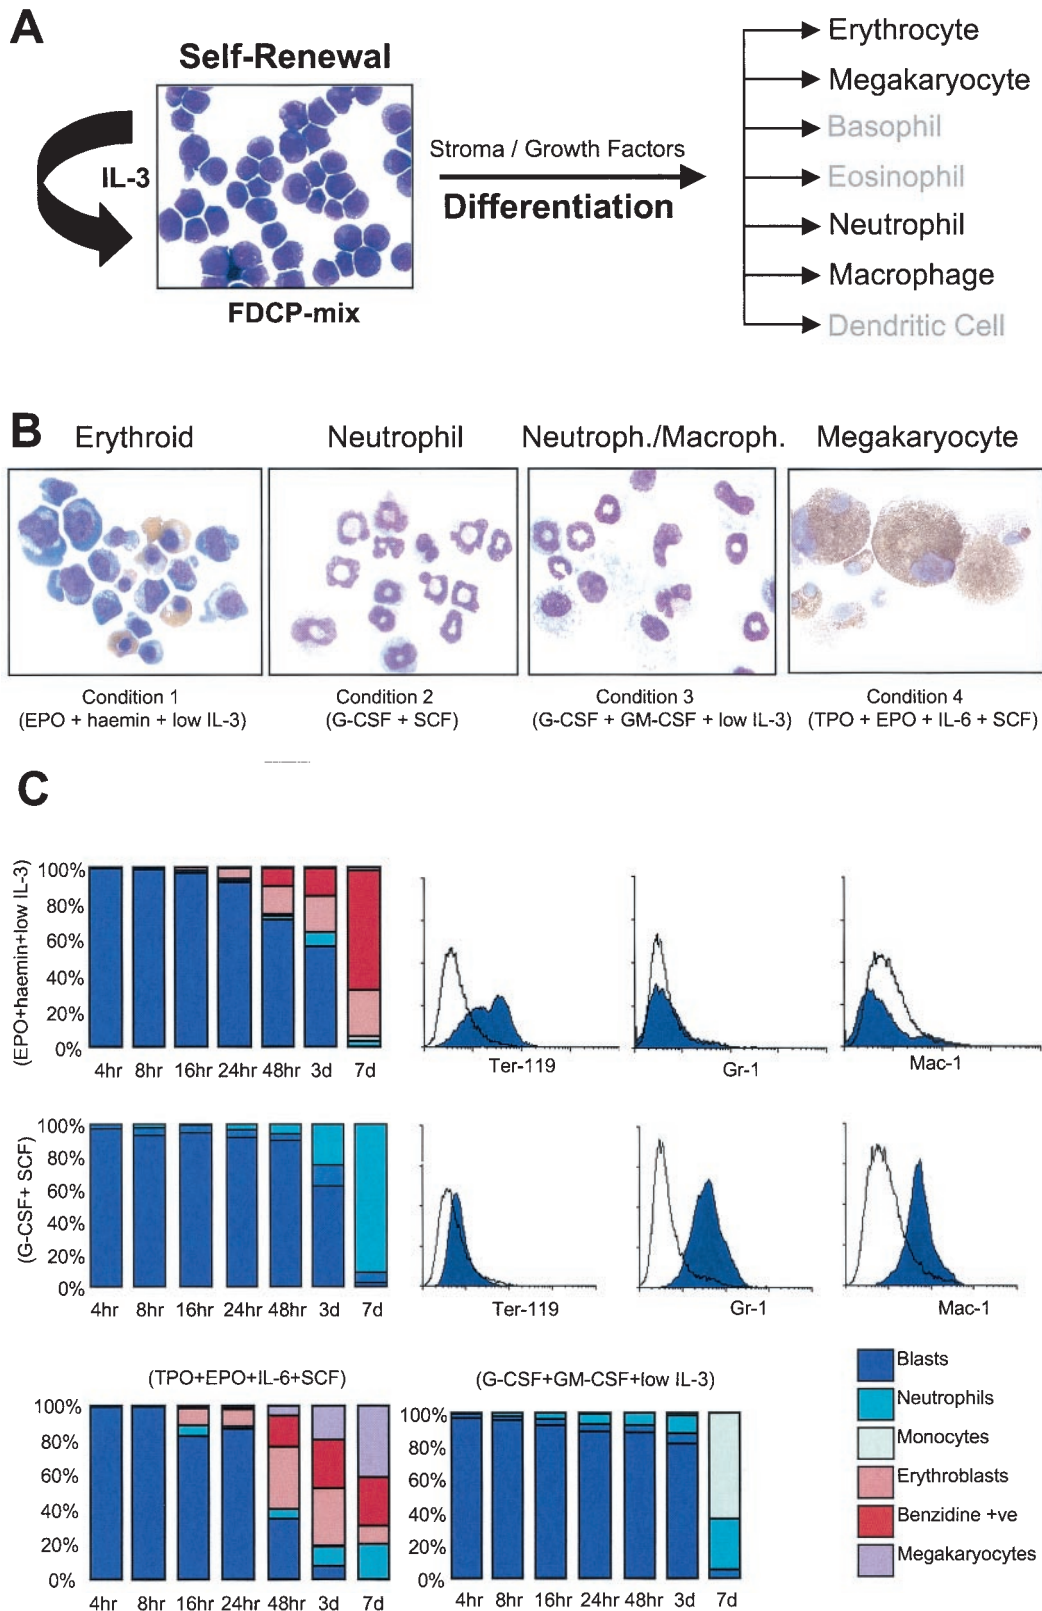 A
Self-Renewal
IL-3
FDCP-mix
Stroma / Growth Factors
Differentiation
Erythrocyte
Megakaryocyte
Basophil
Eosinophil
Neutrophil
Macrophage
Dendritic Cell
B
Erythroid
Neutrophil
Neutroph./Macroph.
Megakaryocyte
Condition 1
(EPO + haemin + low IL-3)
Condition 2
(G-CSF + SCF)
Condition 3
(G-CSF + GM-CSF + low IL-3)
Condition 4
(TPO + EPO + IL-6 + SCF)
C
(EPO+haemin+low IL-3)
100%
80%
60%
40%
20%
0%
4hr 8hr 16hr 24hr 48hr 3d 7d
Ter-119
Gr-1
Mac-1
(G-CSF+ SCF)
100%
80%
60%
40%
20%
0%
4hr 8hr 16hr 24hr 48hr 3d 7d
Ter-119
Gr-1
Mac-1
(TPO+EPO+IL-6+SCF)
100%
80%
60%
40%
20%
0%
4hr 8hr 16hr 24hr 48hr 3d 7d
(G-CSF+GM-CSF+low IL-3)
100%
80%
60%
40%
20%
0%
4hr 8hr 16hr 24hr 48hr 3d 7d
Blasts
Neutrophils
Monocytes
Erythroblasts
Benzidine +ve
Megakaryocytes